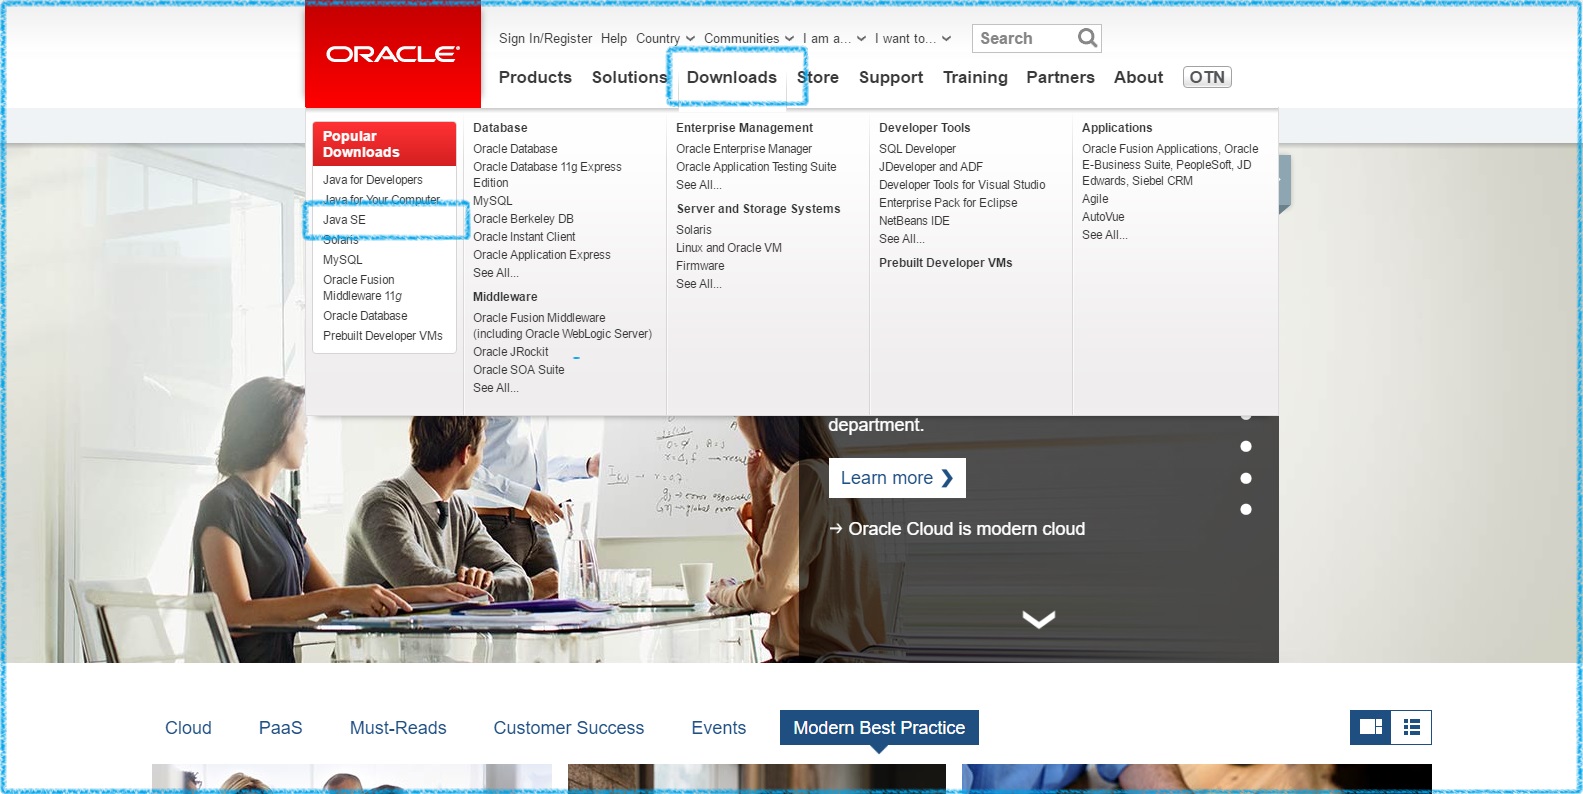 ORACLE®
Sign In/Register Help Country Communities I am a... I want to... Search
Products Solutions Downloads Store Support Training Partners About OTN
Popular
Downloads
Java for Developers
Java for Your Computer
Java SE
Solaris
MySQL
Oracle Fusion
Middleware 11g
Oracle Database
Prebuilt Developer VMs
Database
Oracle Database
Oracle Database 11g Express
Edition
MySQL
Oracle Berkeley DB
Oracle Instant Client
Oracle Application Express
See All...
Middleware
Oracle Fusion Middleware
(including Oracle WebLogic Server)
Oracle JRockit
Oracle SOA Suite
See All...
Enterprise Management
Oracle Enterprise Manager
Oracle Application Testing Suite
See All...
Server and Storage Systems
Solaris
Linux and Oracle VM
Firmware
See All...
Developer Tools
SQL Developer
JDeveloper and ADF
Developer Tools for Visual Studio
Enterprise Pack for Eclipse
NetBeans IDE
See All...
Prebuilt Developer VMs
Applications
Oracle Fusion Applications, Oracle
E-Business Suite, PeopleSoft, JD
Edwards, Siebel CRM
Agile
AutoVue
See All...
department.
Learn more ❯
→ Oracle Cloud is modern cloud
Cloud PaaS Must-Reads Customer Success Events Modern Best Practice